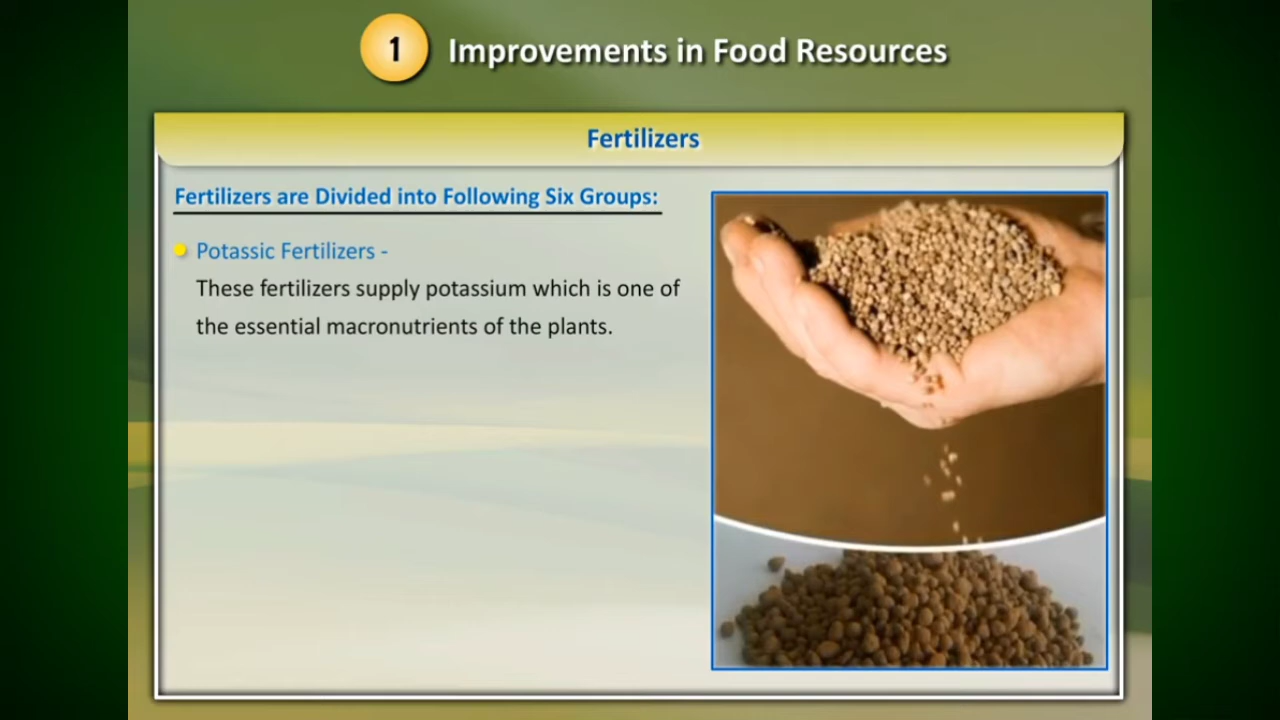 1
Improvements in Food Resources
Fertilizers
Fertilizers are Divided into Following Six Groups:
Potassic Fertilizers -
These fertilizers supply potassium which is one of
the essential macronutrients of the plants.